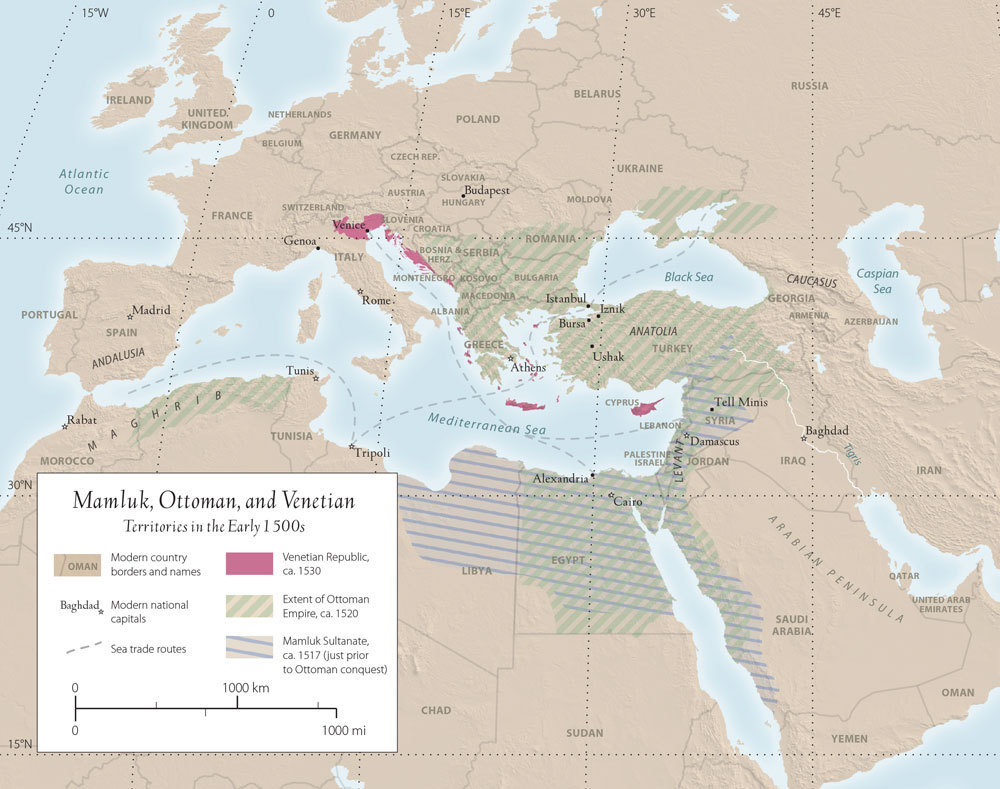 15°W
0
15°E
30°E
45°E
IRELAND
UNITED
KINGDOM
NETHERLANDS
BELARUS
RUSSIA
POLAND
GERMANY
BELGIUM
CZECH REP.
UKRAINE
SLOVAKIA
Atlantic
Ocean
Budapest
AUSTRIA
HUNGARY
MOLDOVA
SWITZERLAND
FRANCE
45°N
Venice
SLOVENIA
CROATIA
ROMANIA
Genoa
ITALY
BOSNIA &
HERZ.
SERBIA
Black Sea
CAUCASUS
Caspian
Sea
MONTENEGRO
KOSOVO
BULGARIA
Rome
MACEDONIA
Istanbul
Iznik
GEORGIA
PORTUGAL
Madrid
SPAIN
ALBANIA
Bursa
ANATOLIA
ARMENIA
AZERBAIJAN
ANDALUSIA
GREECE
TURKEY
Ushak
Tunis
Athens
MAGHRIB
CYPRUS
Tell Minis
SYRIA
Rabat
Mediterranean Sea
LEBANON
Baghdad
TUNISIA
Damascus
Tigris
MOROCCO
Tripoli
PALESTINE
ISRAEL
LEVANT
JORDAN
IRAQ
IRAN
30°N
Alexandria
Cairo
ARABIAN PENINSULA
LIBYA
EGYPT
QATAR
UNITED ARAB
EMIRATES
SAUDI
ARABIA
OMAN
CHAD
SUDAN
YEMEN
15°N
Mamluk, Ottoman, and Venetian
Territories in the Early 1500s
OMAN
Modern country
borders and names
Baghdad
Modern national
capitals
Sea trade routes
Venetian Republic,
ca. 1530
Extent of Ottoman
Empire, ca. 1520
Mamluk Sultanate,
ca. 1517 (just prior
to Ottoman conquest)
0
1000 km
0
1000 mi